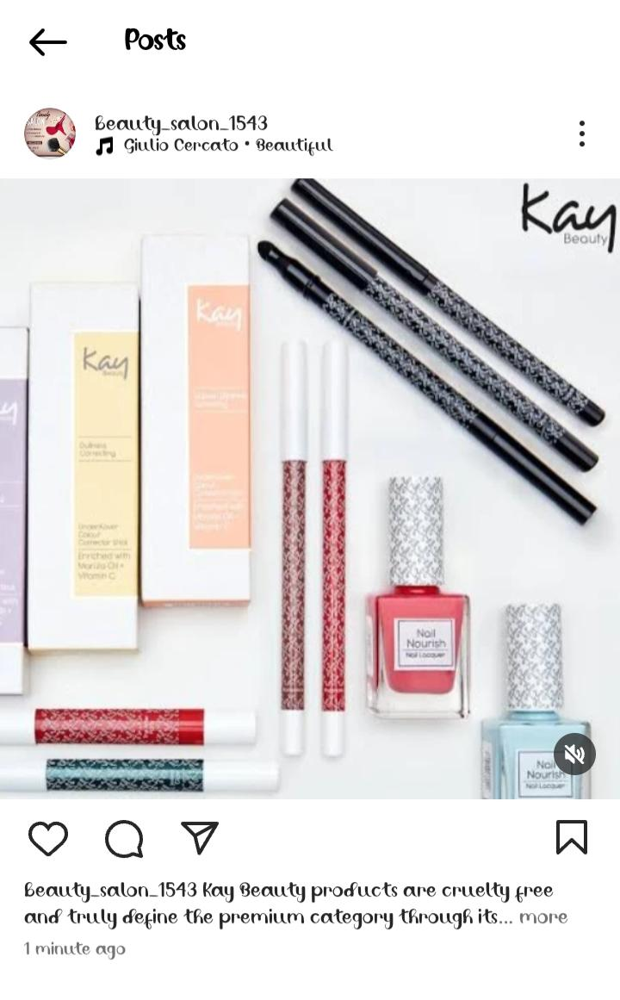 Posts
Beauty_salon_1543
Giulio Cercato • Beautiful
Kay
Beauty
Kay
Beauty
Kay
Beauty
Dullness
Correcting
UnderKover
Colour
Corrector Stick
Enriched with
Marula Oil +
Vitamin C
Nail
Nourish
Nail Lacquer
Nail
Nourish
Nail Lacquer
Beauty_salon_1543 Kay Beauty products are cruelty free
and truly define the premium category through its... more
1 minute ago